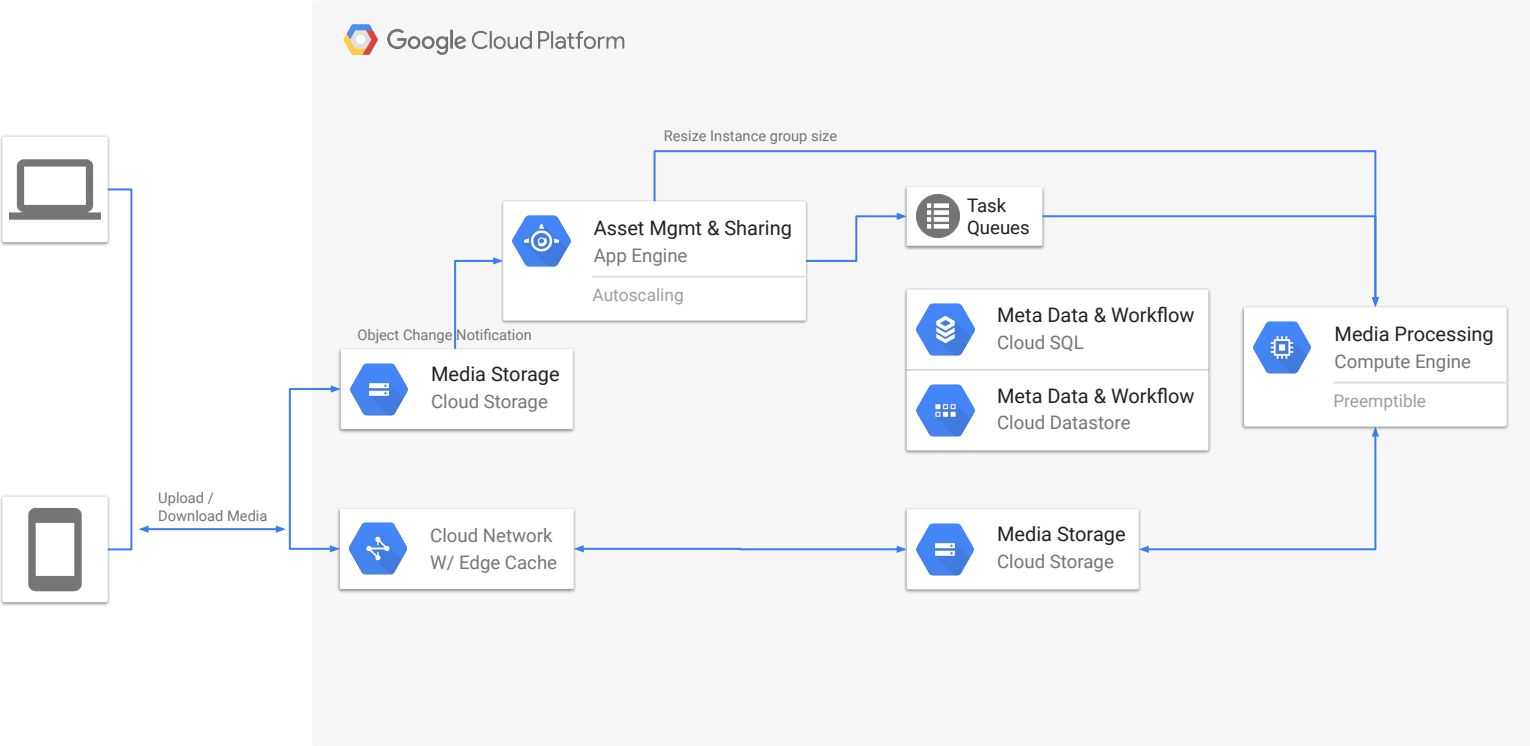 Google Cloud Platform
Resize Instance group size
Task
Queues
Asset Mgmt & Sharing
App Engine
Autoscaling
Meta Data & Workflow
Cloud SQL
Meta Data & Workflow
Cloud Datastore
Media Processing
Compute Engine
Preemptible
Object Change Notification
Media Storage
Cloud Storage
Upload /
Download Media
Cloud Network
W/ Edge Cache
Media Storage
Cloud Storage